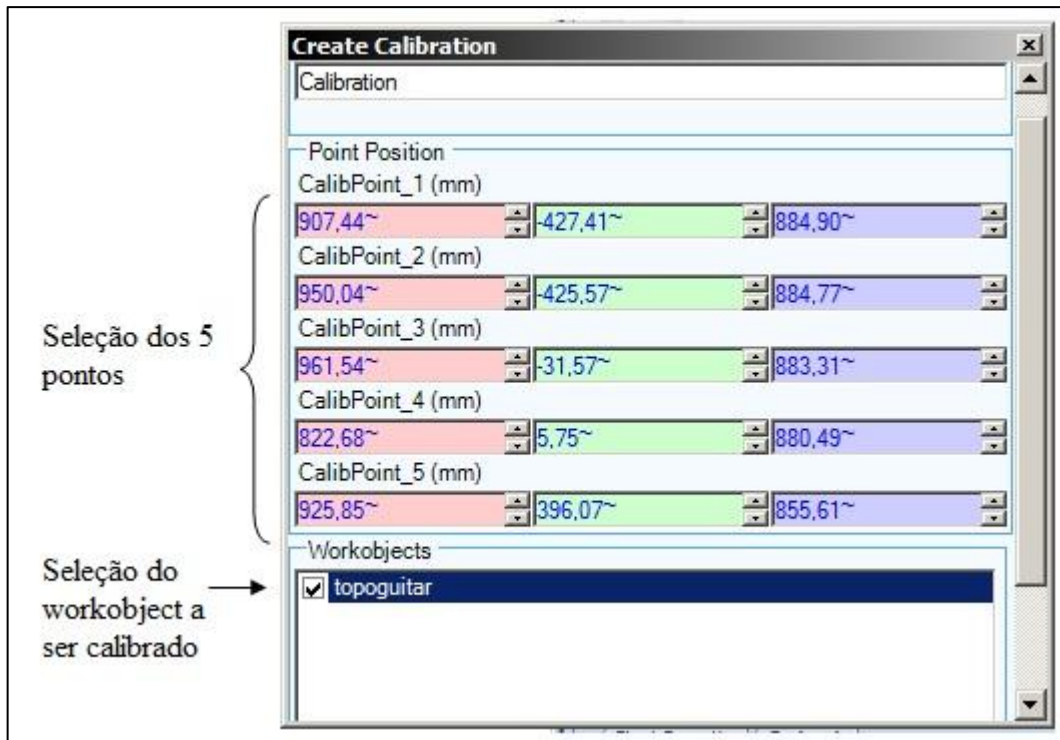 Create Calibration
Calibration
Point Position
CalibPoint_1 (mm)
907,44~ -427,41~ 884,90~
CalibPoint_2 (mm)
950,04~ -425,57~ 884,77~
CalibPoint_3 (mm)
961,54~ -31,57~ 883,31~
CalibPoint_4 (mm)
822,68~ 5,75~ 880,49~
CalibPoint_5 (mm)
925,85~ 396,07~ 855,61~
Workobjects
topoguitar
Seleção dos 5
pontos
Seleção do
workobject a
ser calibrado